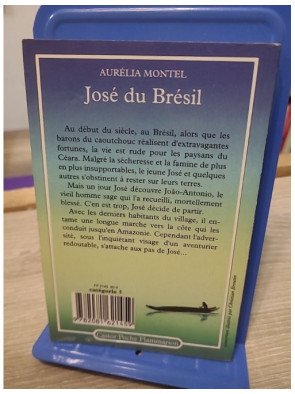 AURÉLIA MONTEL
José du Brésil
Au début du siècle, au Brésil, alors que les
barons du caoutchouc réalisent d'extravagantes
fortunes, la vie est rude pour les paysans du
Céara. Malgré la sécheresse et la famine de plus
en plus insupportables, le jeune José et quelques
autres s'obstinent à rester sur leurs terres.
Mais un jour José découvre João-Antonio, le
vieil homme sage qui l'a recueilli, mortellement
blessé. C'en est trop, José décide de partir.
Avec les derniers habitants du village, il en-
tame une longue marche vers la côte qui les
conduit jusqu'en Amazonie. Cependant l'adver-
sité, sous l'inquiétant visage d'un aventurier
redoutable, s'attache aux pas de José...
catégorie 5
9782081621459
Castor Poche Flammarion